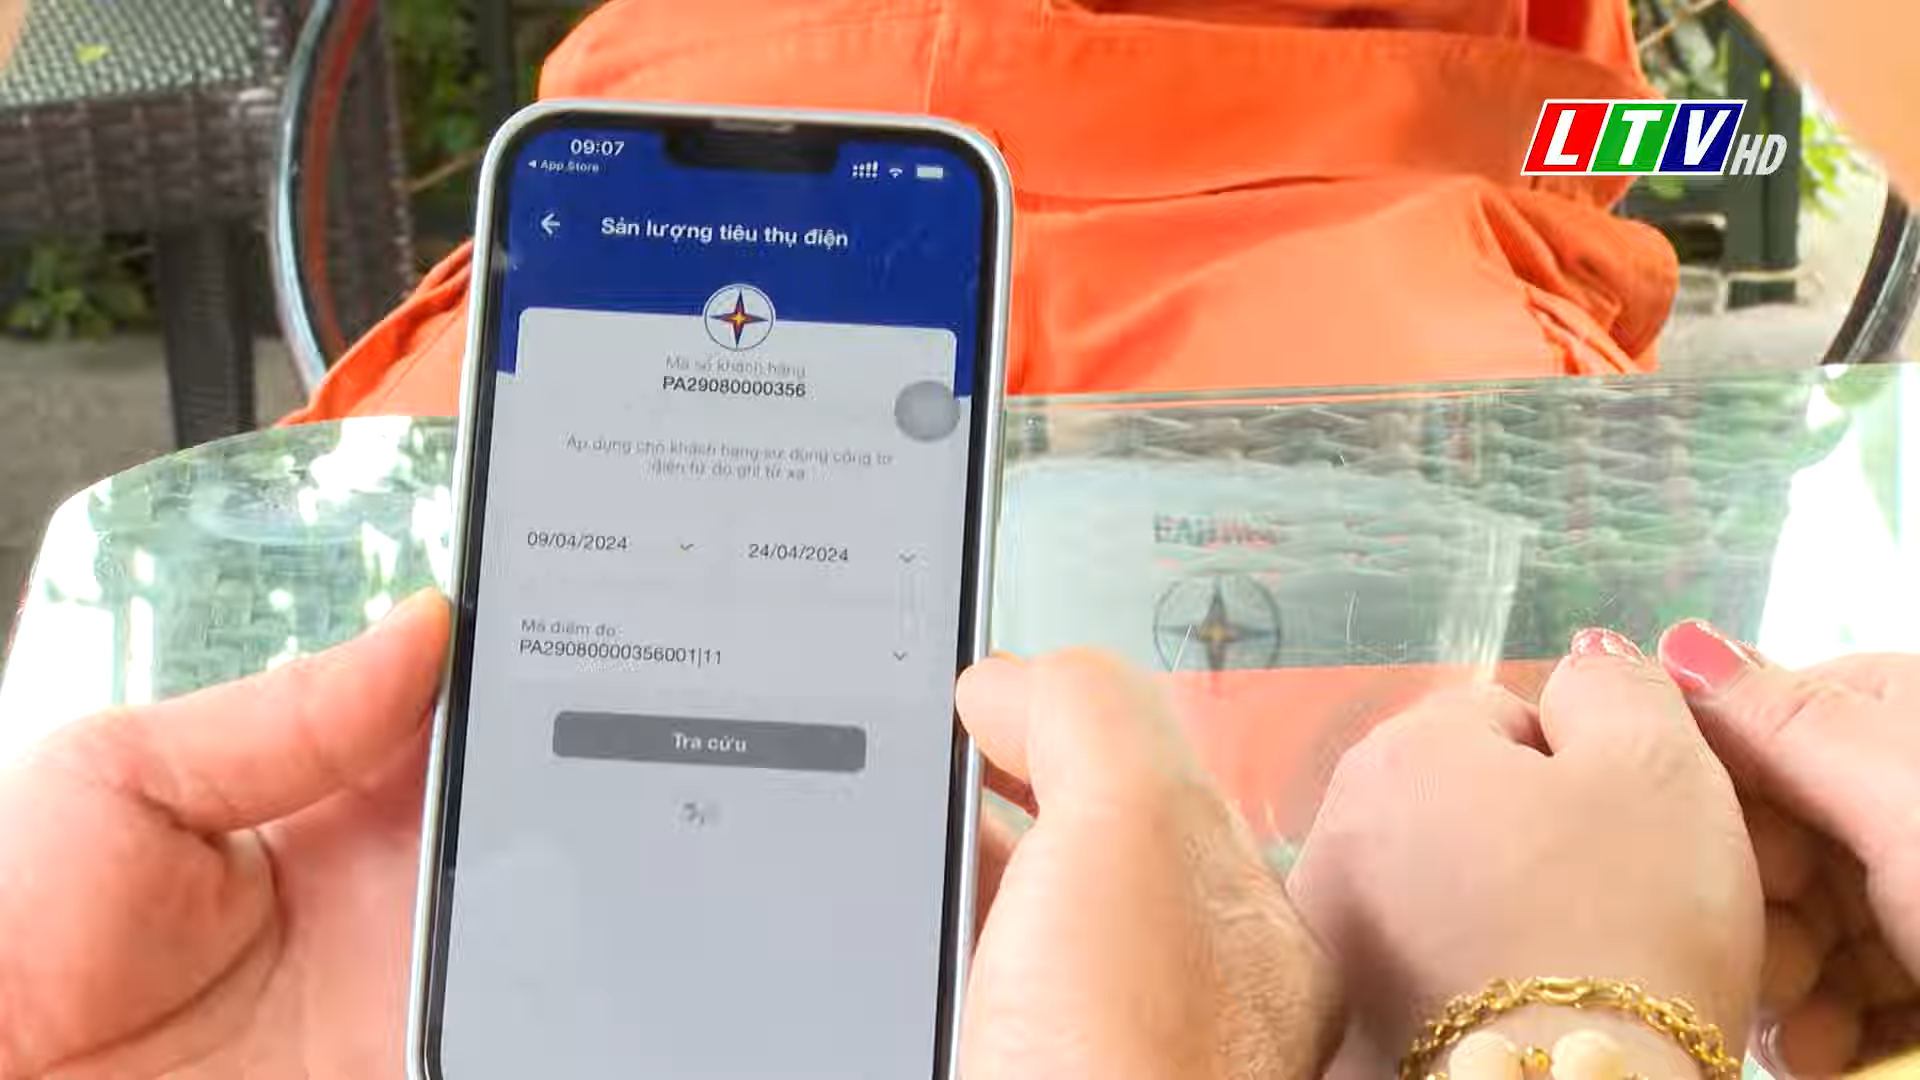 LTV HD
09:07
App Store
Sản lượng tiêu thụ điện
Mã số khách hàng
PA29080000356
Áp dụng cho khách hàng sử dụng công tơ
điện tử đo ghi từ xa
09/04/2024
24/04/2024
Mã điểm đo
PA29080000356001|11
Tra cứu